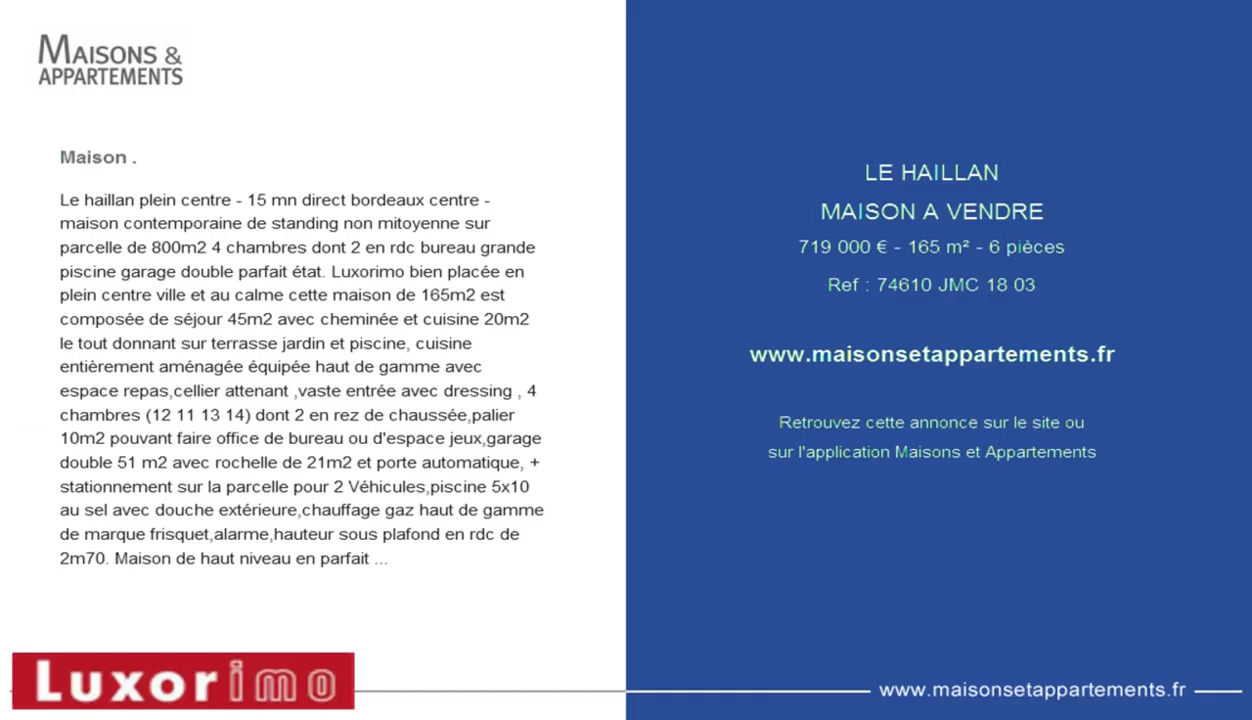 MAISONS &
APPARTEMENTS
Maison .
Le haillan plein centre - 15 mn direct bordeaux centre -
maison contemporaine de standing non mitoyenne sur
parcelle de 800m2 4 chambres dont 2 en rdc bureau grande
piscine garage double parfait état. Luxorimo bien placée en
plein centre ville et au calme cette maison de 165m2 est
composée de séjour 45m2 avec cheminée et cuisine 20m2
le tout donnant sur terrasse jardin et piscine, cuisine
entièrement aménagée équipée haut de gamme avec
espace repas,cellier attenant ,vaste entrée avec dressing , 4
chambres (12 11 13 14) dont 2 en rez de chaussée,palier
10m2 pouvant faire office de bureau ou d'espace jeux,garage
double 51 m2 avec rochelle de 21m2 et porte automatique, +
stationnement sur la parcelle pour 2 Véhicules,piscine 5x10
au sel avec douche extérieure,chauffage gaz haut de gamme
de marque frisquet,alarme,hauteur sous plafond en rdc de
2m70. Maison de haut niveau en parfait ...
Luxorimo
LE HAILLAN
MAISON A VENDRE
719 000 € - 165 m² - 6 pièces
Ref : 74610 JMC 18 03
www.maisonsetappartements.fr
Retrouvez cette annonce sur le site ou
sur l'application Maisons et Appartements
www.maisonsetappartements.fr